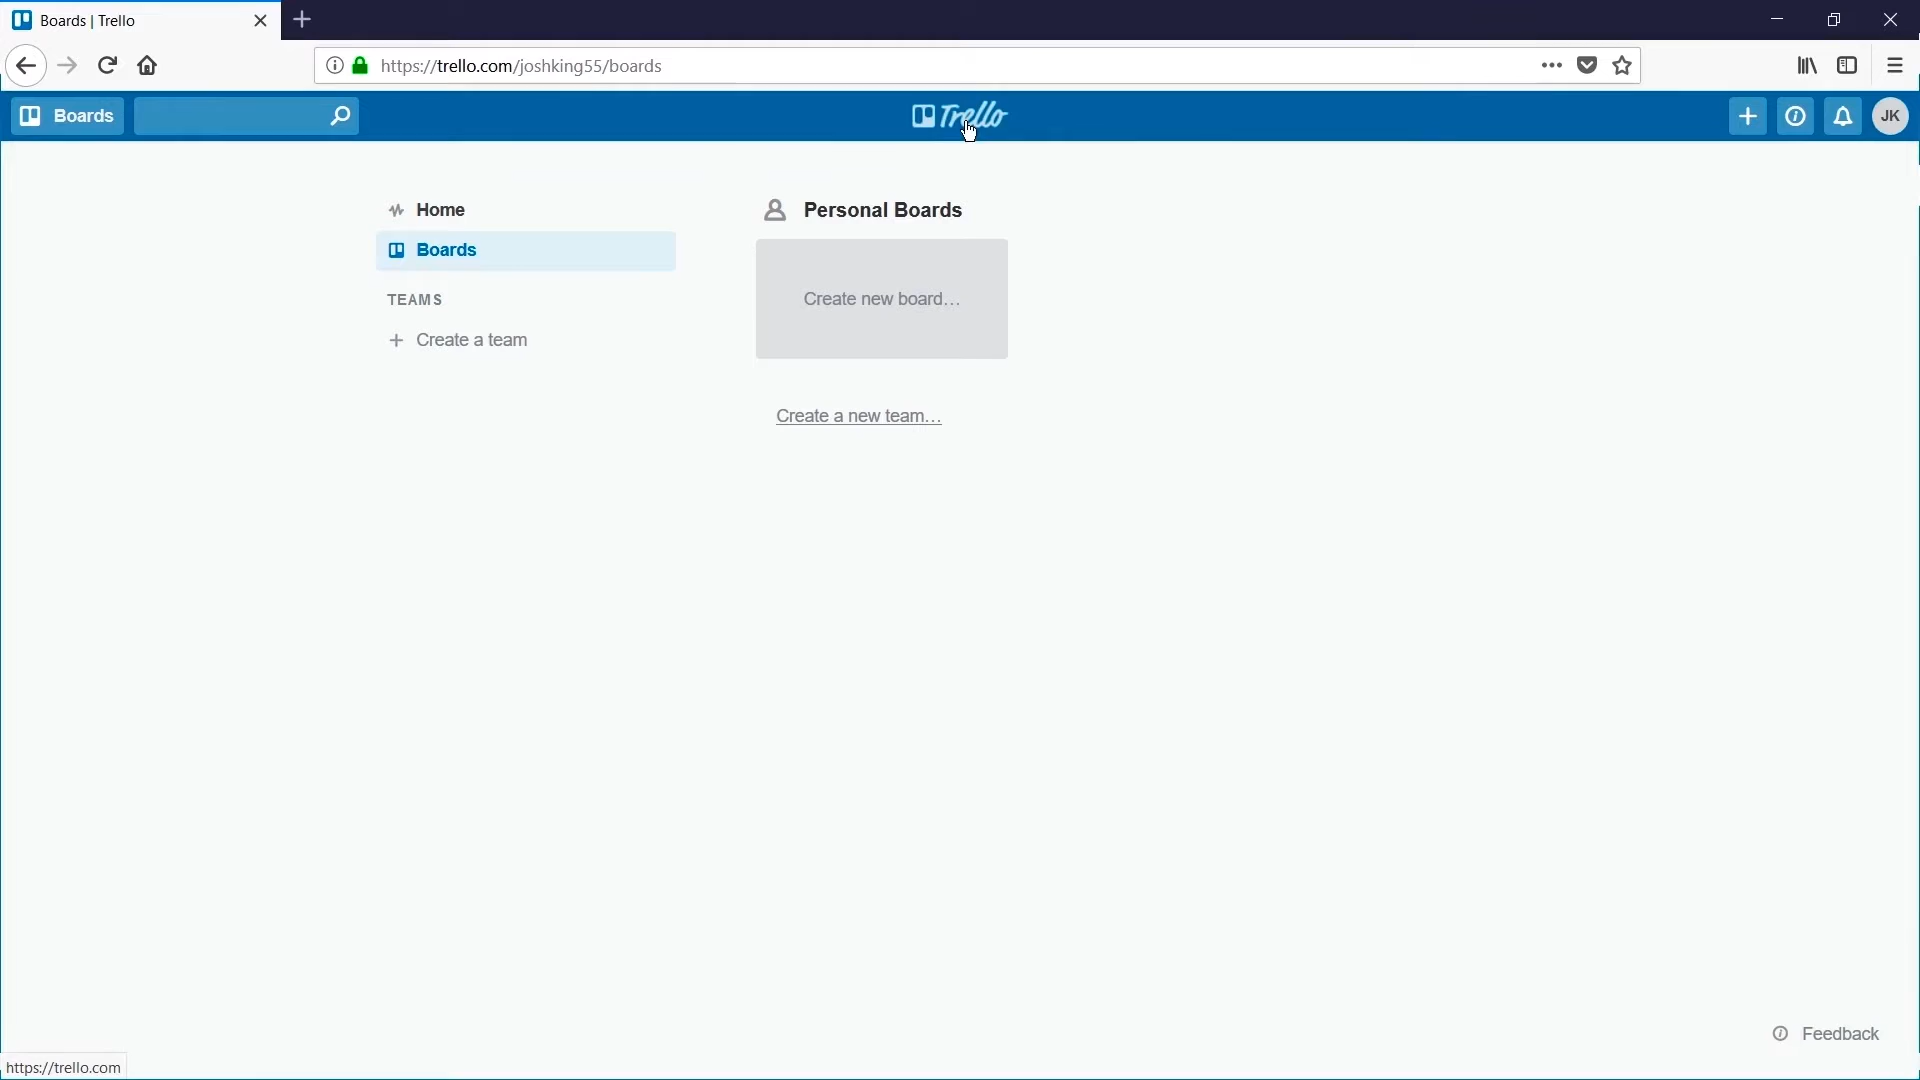 Boards | Trello
https://trello.com/joshking55/boards
Boards
Trello
JK
Home
Boards
TEAMS
+ Create a team
Personal Boards
Create new board…
Create a new team…
Feedback
https://trello.com